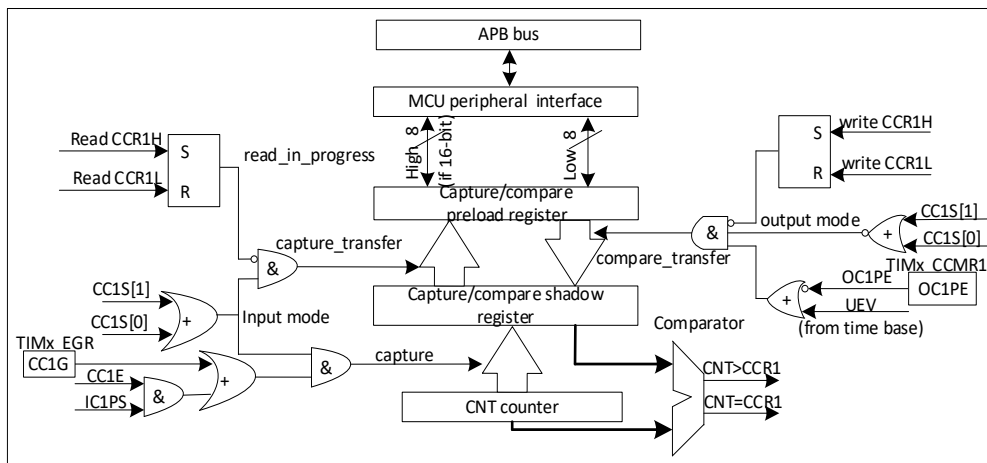 APB bus
MCU peripheral interface
High 8
(if 16-bit)
Low 8
Read CCR1H
Read CCR1L
S
R
read_in_progress
S
R
write CCR1H
write CCR1L
Capture/compare
preload register
capture_transfer
&
&
output mode
compare_transfer
+
CC1S[1]
CC1S[0]
TIMx_CCMR1
OC1PE
OC1PE
UEV
(from time base)
+
CC1S[1]
CC1S[0]
+
Input mode
Capture/compare shadow
register
Comparator
TIMx_EGR
CC1G
CC1E
IC1PS
&
+
&
capture
CNT counter
CNT>CCR1
CNT=CCR1